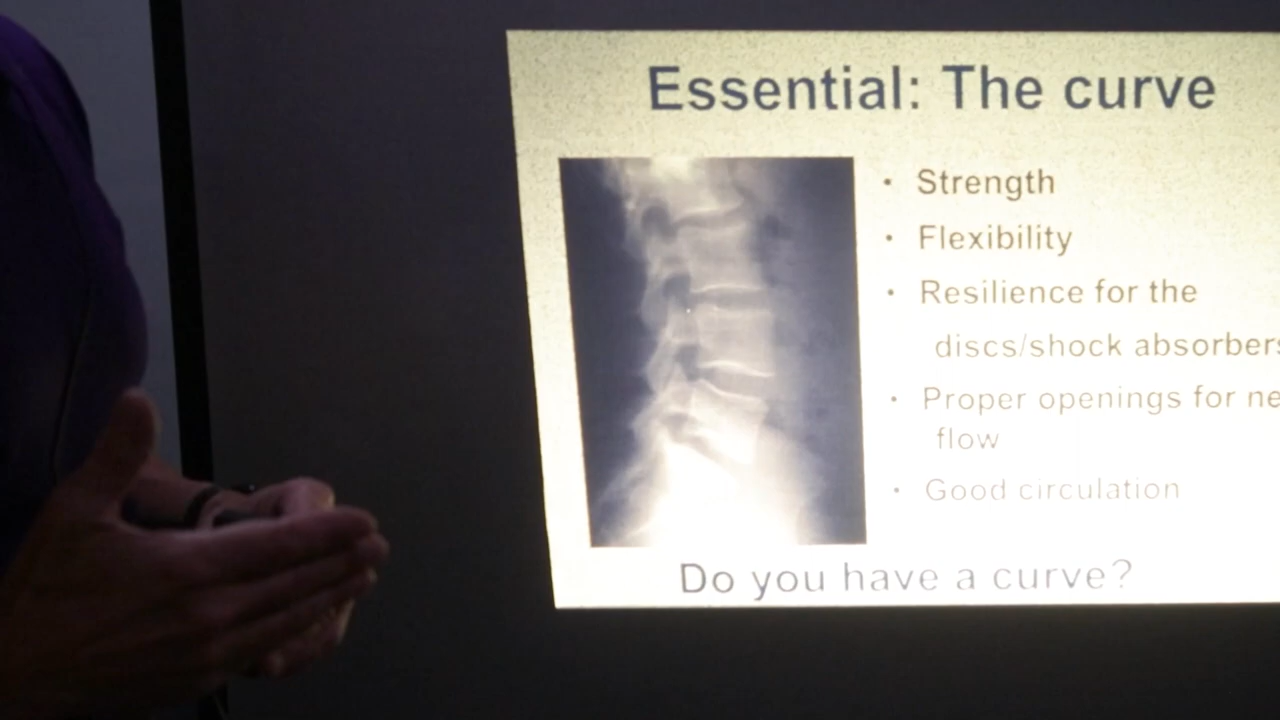 Essential: The curve
• Strength
• Flexibility
• Resilience for the
discs/shock absorbers
• Proper openings for
flow
• Good circulation
Do you have a curve?